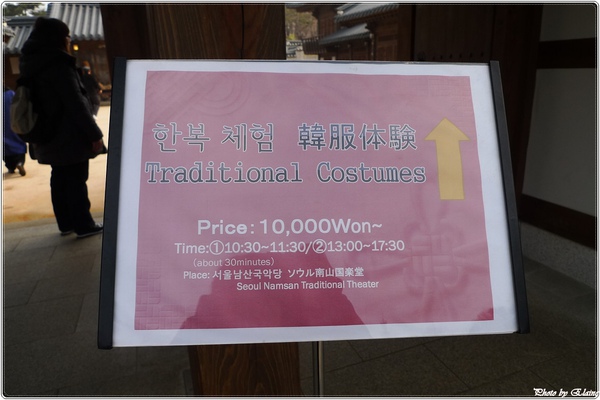 한복 체험 韓服体験
Traditional Costumes
Price: 10,000Won~
Time:①10:30~11:30/②13:00~17:30
(about 30minutes)
Place: 서울남산국악당 ソウル南山国楽堂
Seoul Namsan Traditional Theater
Photo by Elaine